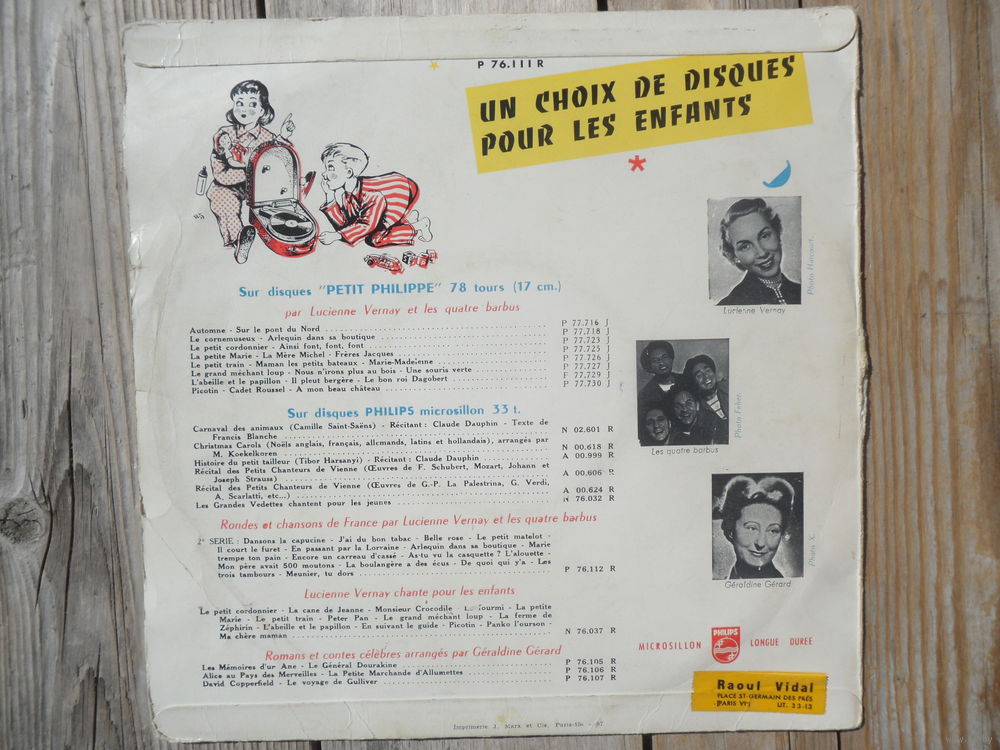 P 76.111 R
UN CHOIX DE DISQUES
POUR LES ENFANTS
Sur disques "PETIT PHILIPPE" 78 tours (17 cm.)
par Lucienne Vernay et les quatre barbus
Automne - Sur le pont du Nord P 77.716 J
Le cornemuseux - Arlequin dans sa boutique P 77.718 J
Le petit cordonnier - Ainsi font, font, font P 77.723 J
La petite Marie - La Mère Michel - Frères Jacques P 77.725 J
Le petit train - Maman les petits bateaux - Marie-Madeleine P 77.726 J
Le grand méchant loup - Nous n'irons plus au bois - Une souris verte P 77.727 J
L'abeille et le papillon - Il pleut bergère - Le bon roi Dagobert P 77.729 J
Picotin - Cadet Roussel - A mon beau château P 77.730 J
Sur disques PHILIPS microsillon 33 t.
Carnaval des animaux (Camille Saint-Saëns) - Récitant : Claude Dauphin - Texte de
Francis Blanche N 02.601 R
Christmas Carols (Noëls anglais, français, allemands, latins et hollandais), arrangés par
M. Koekelkoren N 00.618 R
Histoire du petit tailleur (Tibor Harsanyi) - Récitant : Claude Dauphin A 00.999 R
Récital des Petits Chanteurs de Vienne (Œuvres de F. Schubert, Mozart, Johann et
Joseph Strauss) A 00.606 R
Récital des Petits Chanteurs de Vienne (Œuvres de G.-P. La Palestrina, G. Verdi,
A. Scarlatti, etc...) A 00.624 R
Les Grandes Vedettes chantent pour les jeunes N 76.032 R
Rondes et chansons de France par Lucienne Vernay et les quatre barbus
2e SERIE : Dansons la capucine - J'ai du bon tabac - Belle rose - Le petit matelot -
Il court le furet - En passant par la Lorraine - Arlequin dans sa boutique - Marie
trempe ton pain - Encore un carreau d'cassé - As-tu vu la casquette ? L'alouette -
Mon père avait 500 moutons - La boulangère a des écus - De quoi qui y'a - Les
trois tambours - Meunier, tu dors P 76.112 R
Lucienne Vernay chante pour les enfants
Le petit cordonnier - La cane de Jeanne - Monsieur Crocodile - La fourmi - La petite
Marie - Le petit train - Peter Pan - Le grand méchant loup - La ferme de
Zéphirin - L'abeille et le papillon - En suivant le guide - Picotin - Panko l'ourson -
Ma chère maman N 76.037 R
Romans et contes célèbres arrangés par Géraldine Gérard
Les Mémoires d'un Ane - Le Général Dourakine P 76.105 R
Alice au Pays des Merveilles - La Petite Marchande d'Allumettes P 76.106 R
David Copperfield - Le voyage de Gulliver P 76.107 R
Imprimerie J. Marx et Cie, Paris-15e - 57
Lucienne Vernay
Photo Harcourt.
Les quatre barbus
Photo Feher.
Géraldine Gérard
Photo X.
MICROSILLON PHILIPS LONGUE DUREE
Raoul Vidal
PLACE ST-GERMAIN DES PRÉS
(PARIS VIe) LIT. 33-13